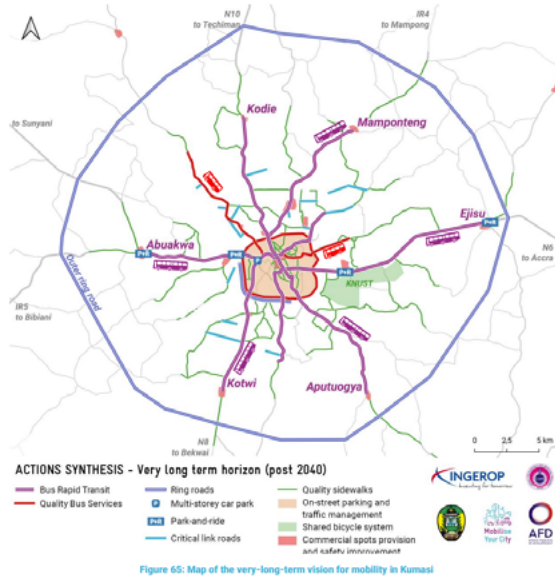 N10
to Techiman
IR4
to Mampong
Kodie
Mamponteng
to Sunyani
Ejisu
P+R
Abuakwa
P+R
P+R
P
P+R
N6
to Accra
KNUST
Outer ring road
IR5
to Bibiani
Kotwi
Aputuogya
N8
to Bekwai
0 2.5 5 km
ACTIONS SYNTHESIS - Very long term horizon (post 2040)
Bus Rapid Transit
Quality Bus Services
Ring roads
P Multi-storey car park
P+R Park-and-ride
Critical link roads
Quality sidewalks
On-street parking and
traffic management
Shared bicycle system
Commercial spots provision
and safety improvement
INGEROP
Mobilise
Your City
AFD
Figure 65: Map of the very-long-term vision for mobility in Kumasi